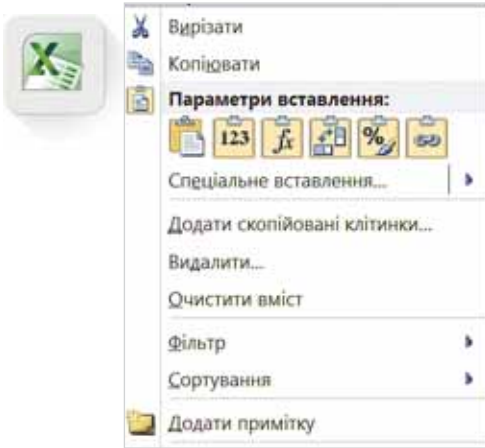 Вирізати
Копіювати
Параметри вставлення:
123 fx %
Спеціальне вставлення...
Додати скопійовані клітинки...
Видалити...
Очистити вміст
Фільтр
Сортування
Додати примітку